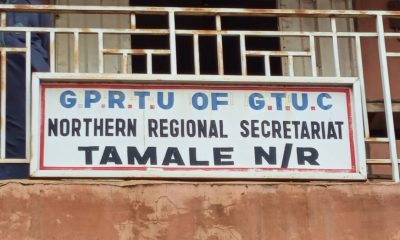 G.P.R.T.U OF G.T.U.C
NORTHERN REGIONAL SECRETARIAT
TAMALE N/R